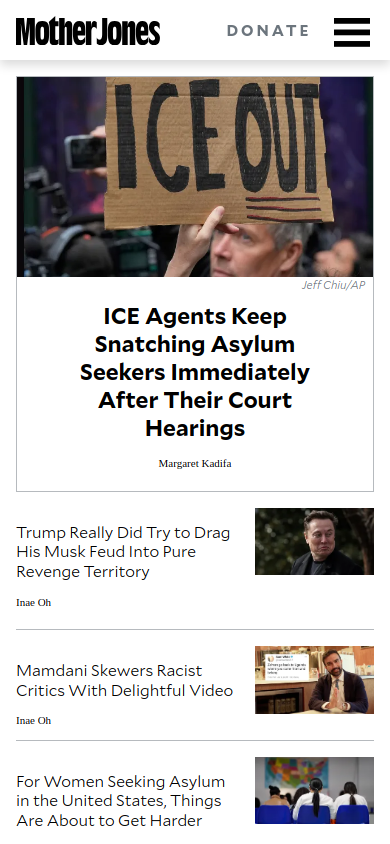 Mother Jones
DONATE
ICE OUT
Jeff Chiu/AP
ICE Agents Keep
Snatching Asylum
Seekers Immediately
After Their Court
Hearings
Margaret Kadifa
Trump Really Did Try to Drag
His Musk Feud Into Pure
Revenge Territory
Inae Oh
Mamdani Skewers Racist
Critics With Delightful Video
Inae Oh
For Women Seeking Asylum
in the United States, Things
Are About to Get Harder